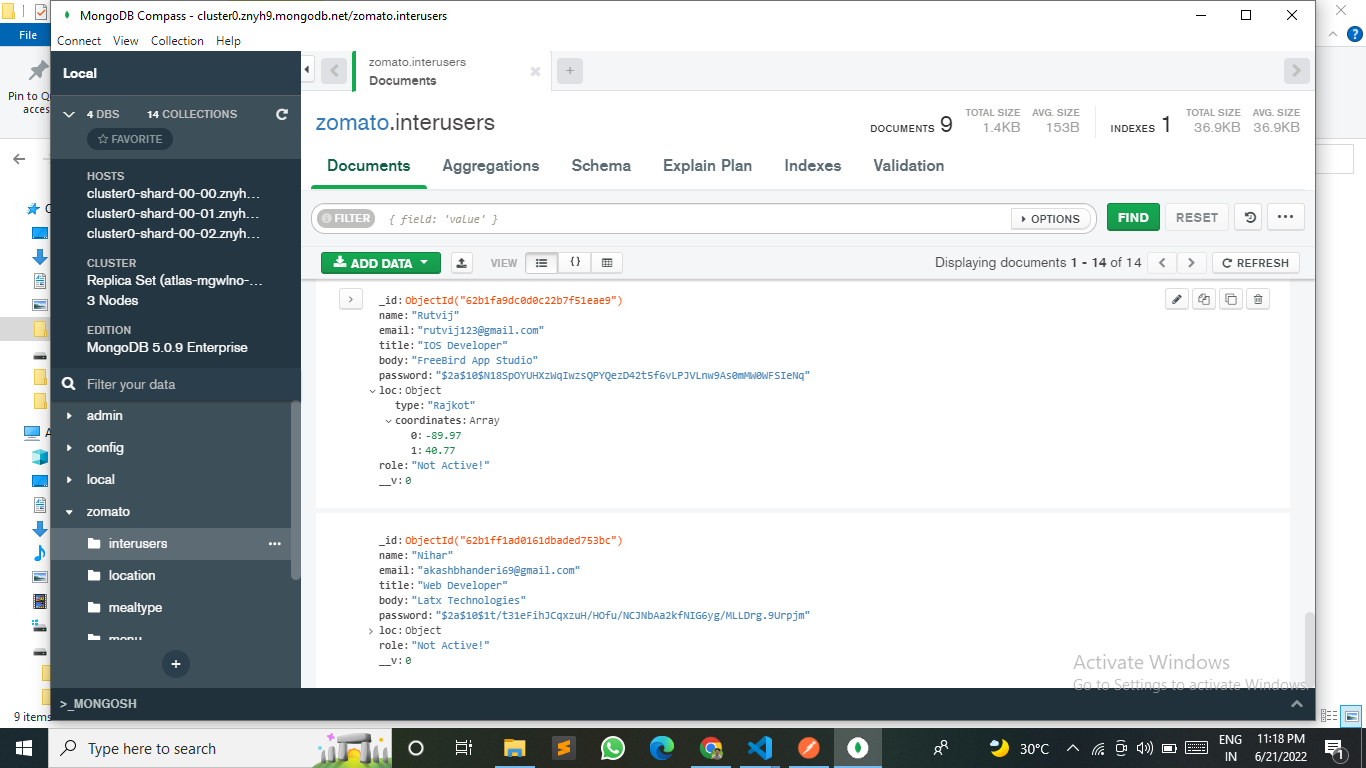 MongoDB Compass - cluster0.znyh9.mongodb.net/zomato.interusers
File
Connect View Collection Help
Pin to Q
acces
Local
4 DBS 14 COLLECTIONS
FAVORITE
HOSTS
cluster0-shard-00-00.znyh...
cluster0-shard-00-01.znyh...
cluster0-shard-00-02.znyh...
CLUSTER
Replica Set (atlas-mgwlno-...
3 Nodes
EDITION
MongoDB 5.0.9 Enterprise
Filter your data
admin
config
local
zomato
interusers
location
mealtype
menu
zomato.interusers
Documents
zomato.interusers
DOCUMENTS 9 TOTAL SIZE 1.4KB AVG. SIZE 153B INDEXES 1 TOTAL SIZE 36.9KB AVG. SIZE 36.9KB
Documents Aggregations Schema Explain Plan Indexes Validation
FILTER { field: 'value' } OPTIONS FIND RESET
ADD DATA VIEW {} Displaying documents 1 - 14 of 14 REFRESH
_id: ObjectId("62b1fa9dc0d0c22b7f51eae9")
name: "Rutvij"
email: "rutvij123@gmail.com"
title: "IOS Developer"
body: "FreeBird App Studio"
password: "$2a$10$N18SpOYUHXzWqIwzsQPYQezD42t5f6vLPJVLnw9As0mMW0WFSIeNq"
loc: Object
type: "Rajkot"
coordinates: Array
0: -89.97
1: 40.77
role: "Not Active!"
__v: 0
_id: ObjectId("62b1ff1ad0161dbaded753bc")
name: "Nihar"
email: "akashbhanderi69@gmail.com"
title: "Web Developer"
body: "Latx Technologies"
password: "$2a$10$1t/t31eFihJCqxzuH/HOfu/NCJNbAa2kfNIG6yg/MLLDrg.9Urpjm"
loc: Object
role: "Not Active!"
__v: 0
Activate Windows
Go to Settings to activate Windows.
>_MONGOSH
9 items
Type here to search
30°C
ENG
IN
11:18 PM
6/21/2022
1